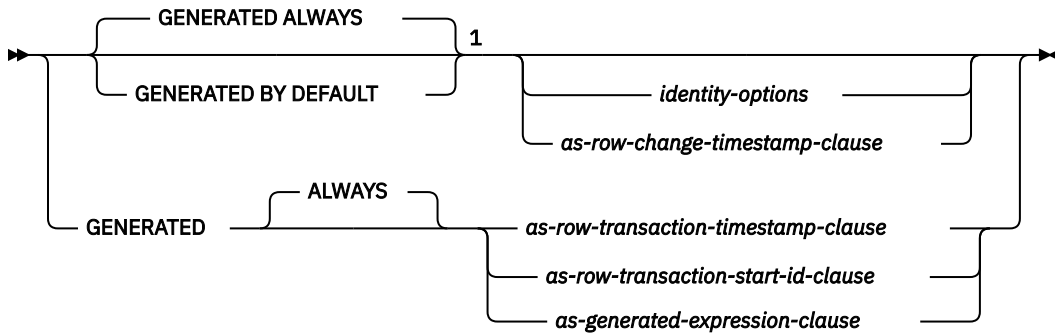 GENERATED ALWAYS
1
GENERATED BY DEFAULT
identity-options
as-row-change-timestamp-clause
ALWAYS
GENERATED
as-row-transaction-timestamp-clause
as-row-transaction-start-id-clause
as-generated-expression-clause